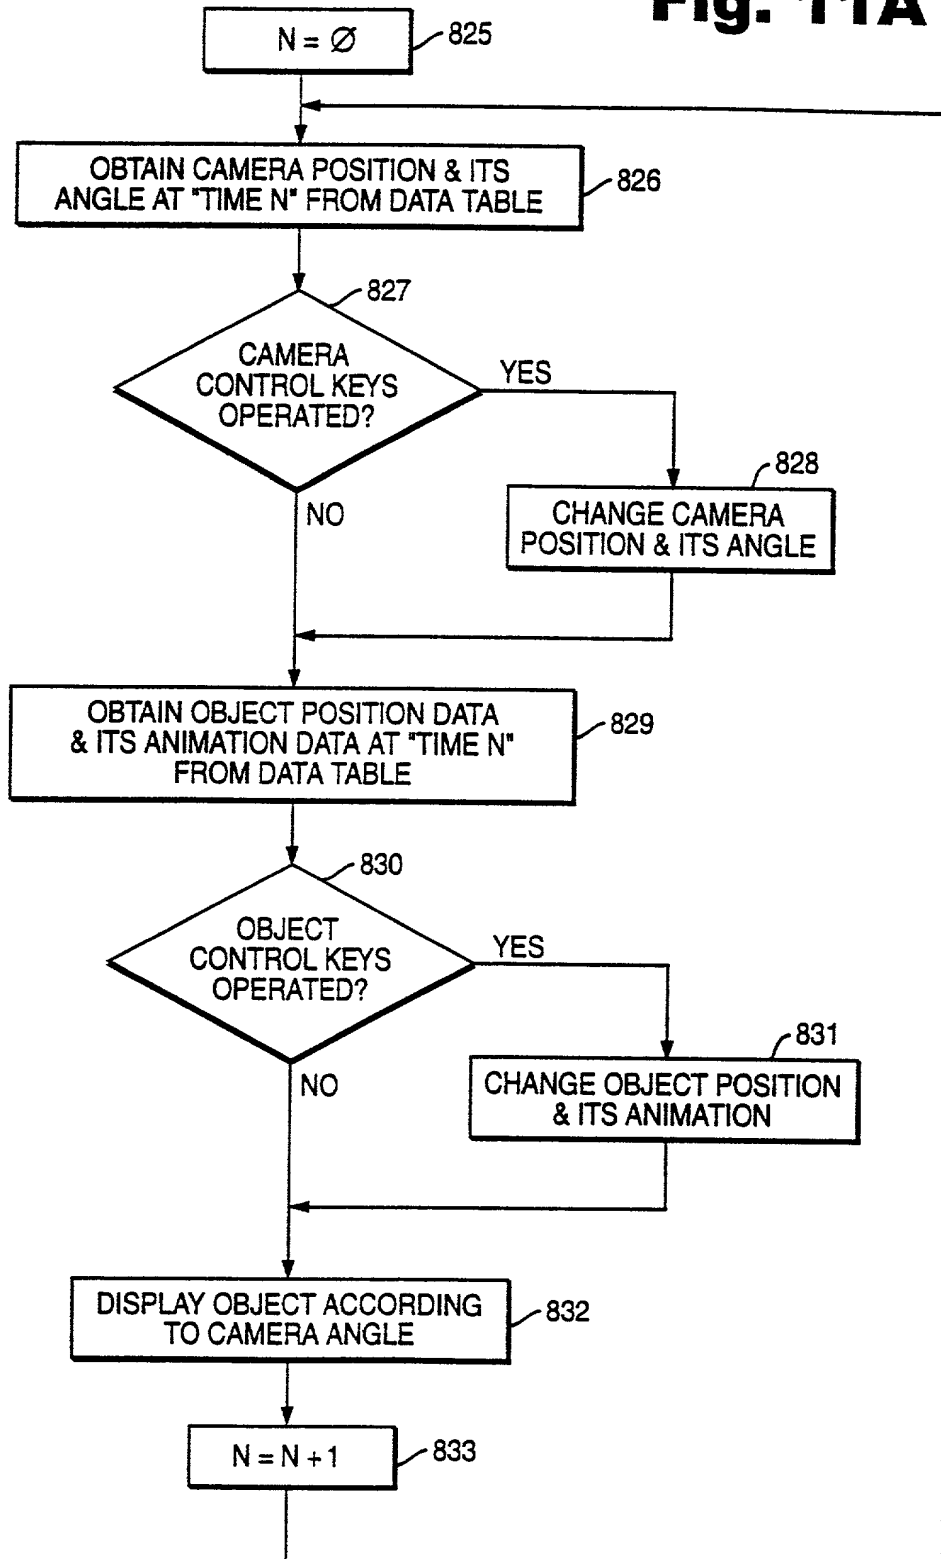 Fig. 11A
N = Ø
825
OBTAIN CAMERA POSITION & ITS
ANGLE AT "TIME N" FROM DATA TABLE
826
827
CAMERA
CONTROL KEYS
OPERATED?
YES
NO
828
CHANGE CAMERA
POSITION & ITS ANGLE
OBTAIN OBJECT POSITION DATA
& ITS ANIMATION DATA AT "TIME N"
FROM DATA TABLE
829
830
OBJECT
CONTROL KEYS
OPERATED?
YES
NO
831
CHANGE OBJECT POSITION
& ITS ANIMATION
DISPLAY OBJECT ACCORDING
TO CAMERA ANGLE
832
N = N + 1
833